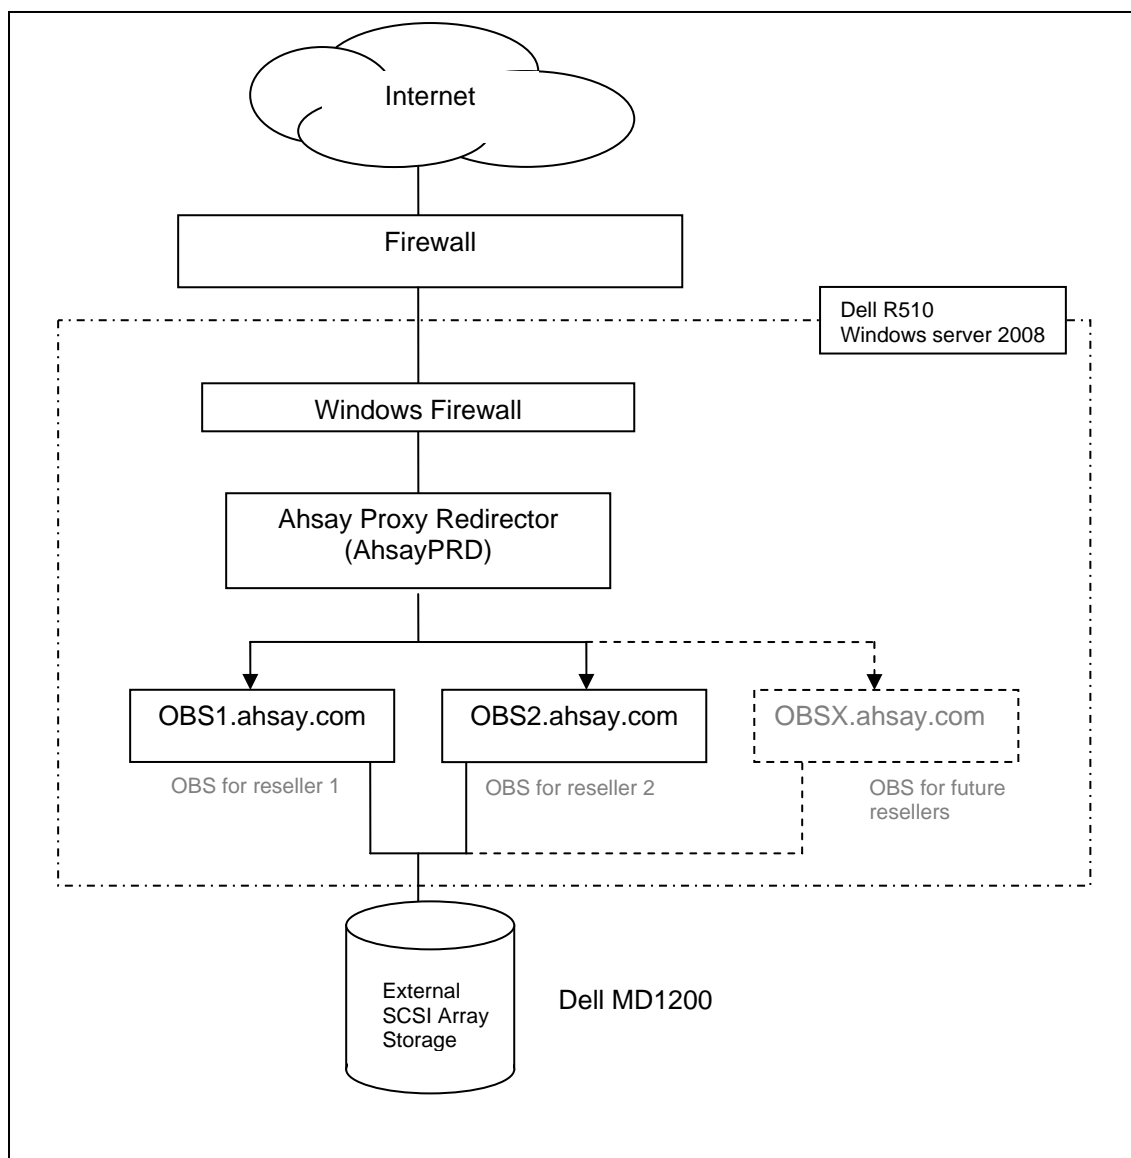 Internet
Firewall
Dell R510
Windows server 2008
Windows Firewall
Ahsay Proxy Redirector
(AhsayPRD)
OBS1.ahsay.com
OBS2.ahsay.com
OBSX.ahsay.com
OBS for reseller 1
OBS for reseller 2
OBS for future
resellers
External
SCSI Array
Storage
Dell MD1200